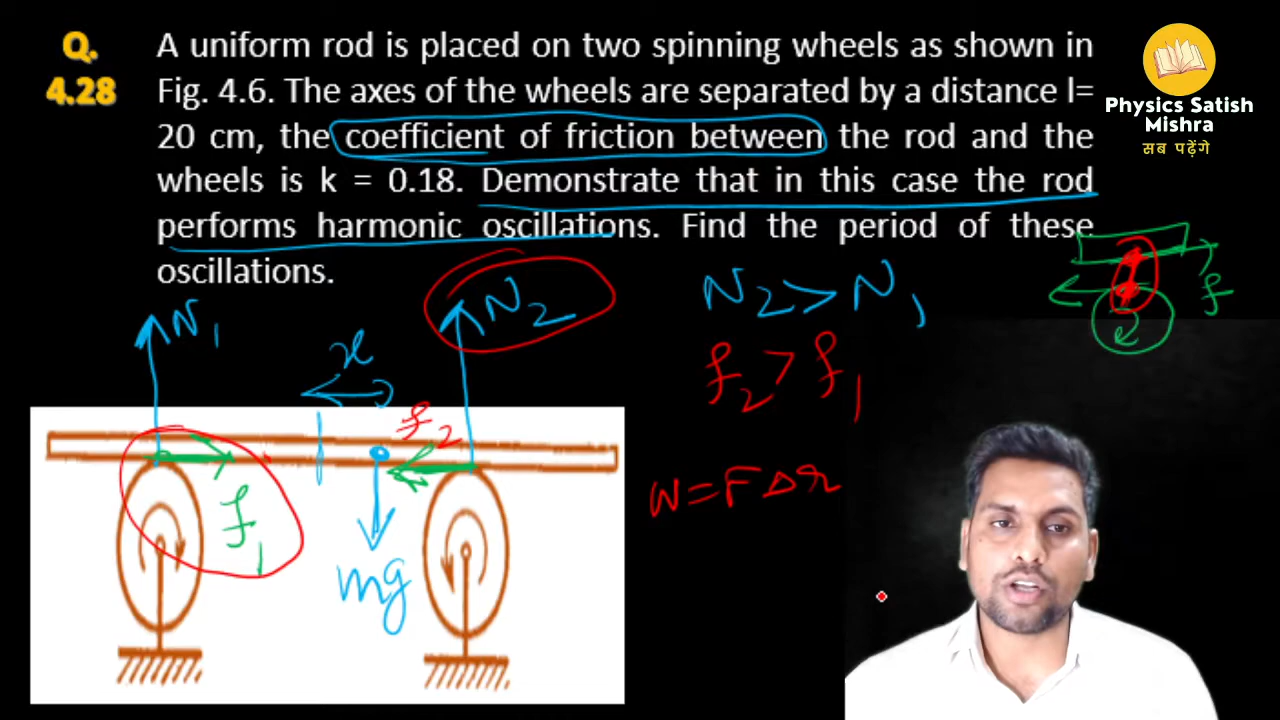 Q.
4.28
A uniform rod is placed on two spinning wheels as shown in
Fig. 4.6. The axes of the wheels are separated by a distance l=
20 cm, the coefficient of friction between the rod and the
wheels is k = 0.18. Demonstrate that in this case the rod
performs harmonic oscillations. Find the period of these
oscillations.
Physics Satish
Mishra
सब पढ़ेंगे
N1
N2
x
f2
f1
mg
N2 > N1
f2 > f1
W = F Δr
f